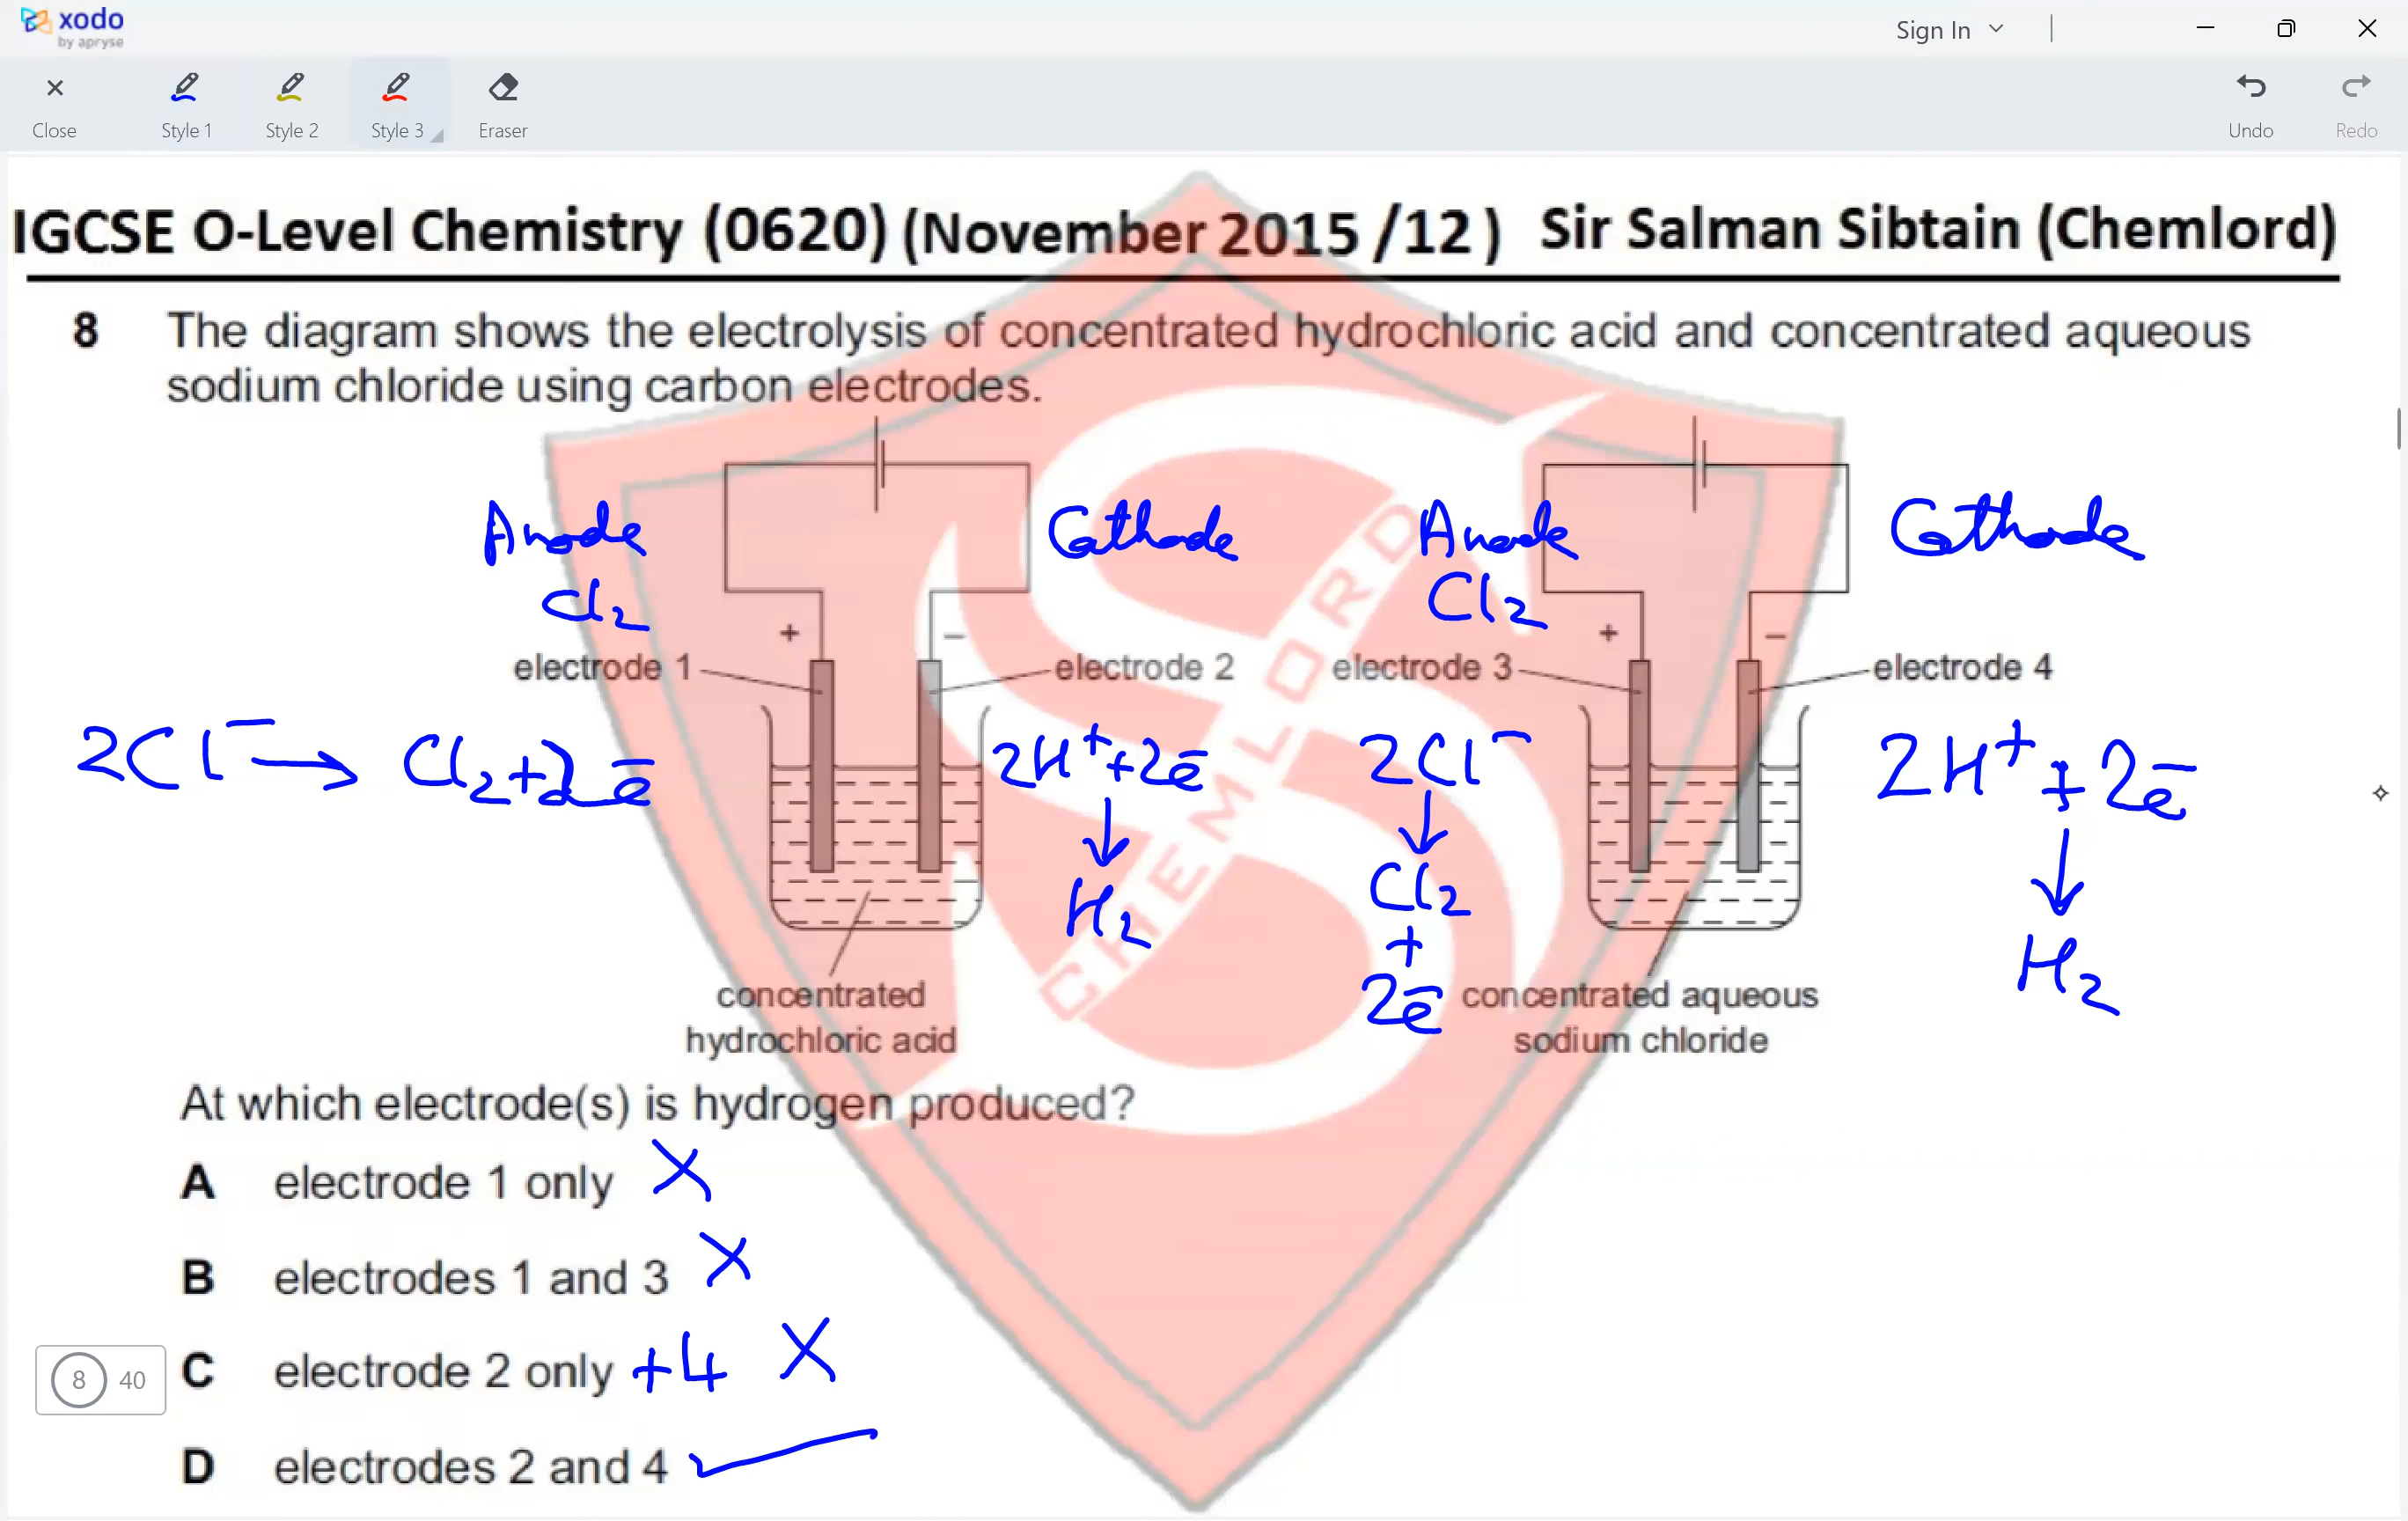 xodo
by apryse
Sign In
Close
Style 1
Style 2
Style 3
Eraser
Undo
Redo
IGCSE O-Level Chemistry (0620) (November 2015 /12 ) Sir Salman Sibtain (Chemlord)
8 The diagram shows the electrolysis of concentrated hydrochloric acid and concentrated aqueous
sodium chloride using carbon electrodes.
Anode
Cl2
Cathode
Anode
Cl2
Cathode
+ –
+ –
electrode 1
electrode 2
electrode 3
electrode 4
2Cl⁻ → Cl2+2e⁻
2H⁺+2e⁻
↓
H2
2Cl⁻
↓
Cl2
+
2e⁻
2H⁺ + 2e⁻
↓
H2
concentrated
hydrochloric acid
concentrated aqueous
sodium chloride
CHEMLORD
At which electrode(s) is hydrogen produced?
A electrode 1 only X
B electrodes 1 and 3 X
C electrode 2 only +4 X
D electrodes 2 and 4 ✓
8 40